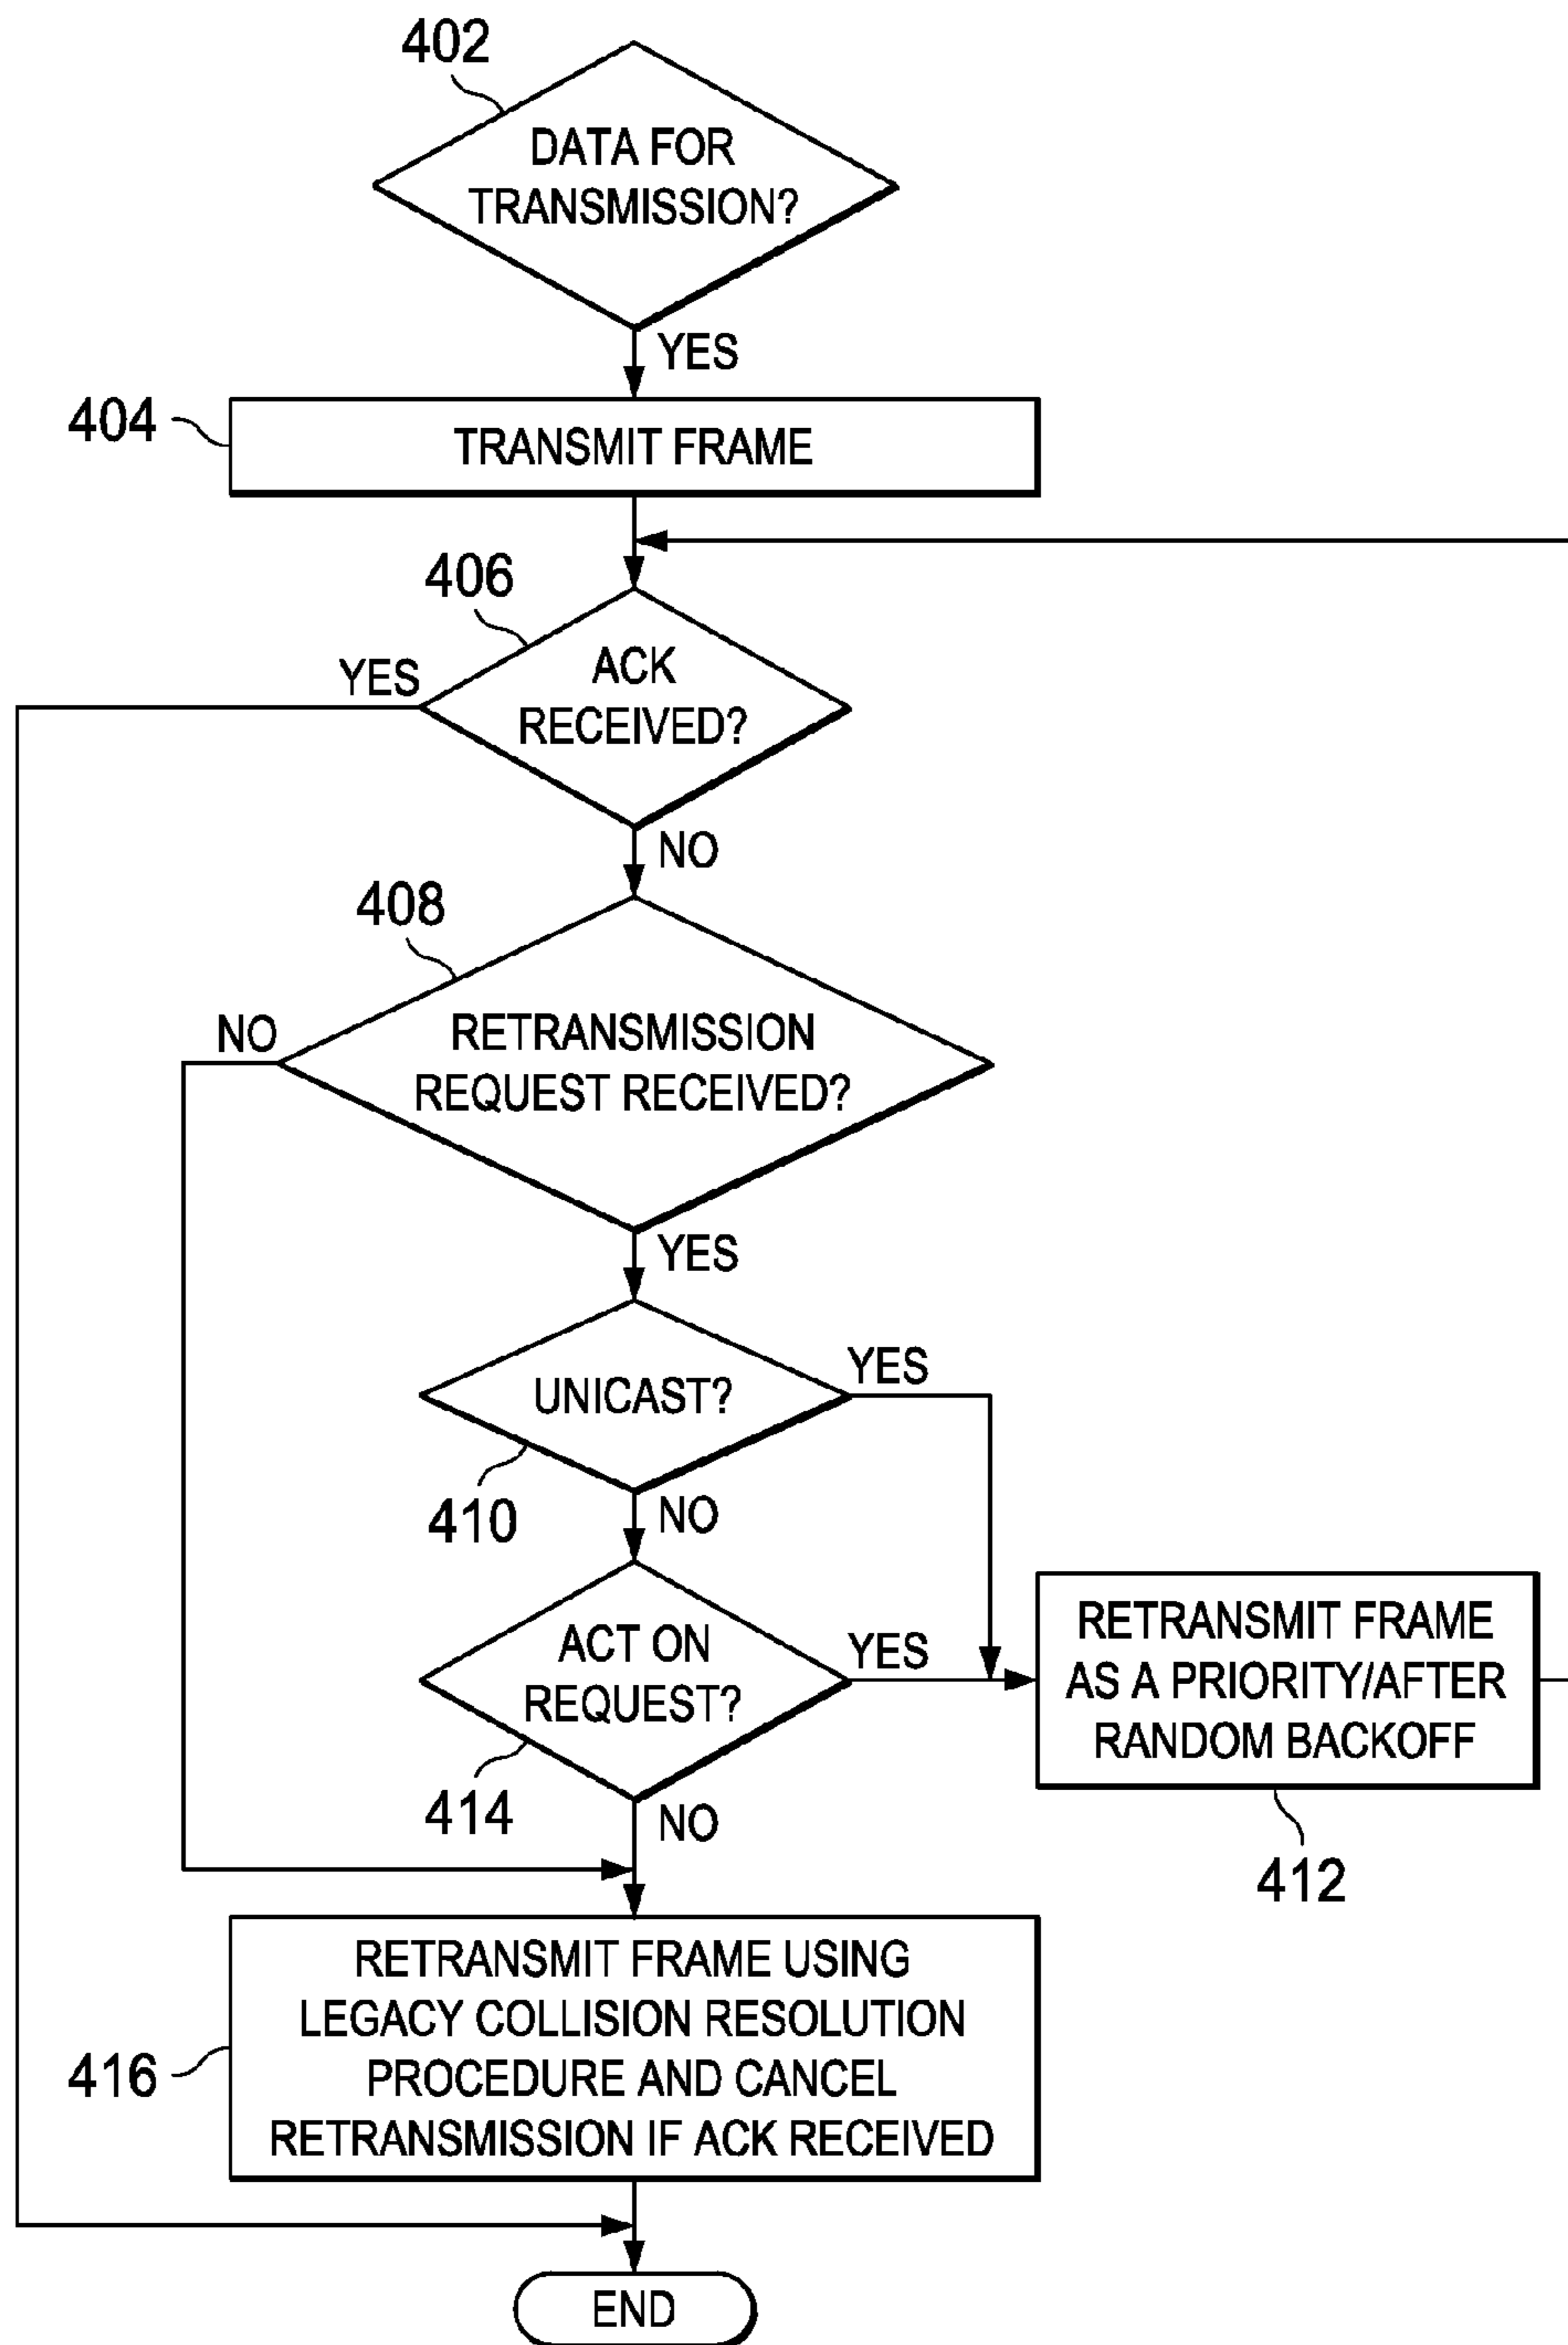 402
DATA FOR
TRANSMISSION?
YES
404
TRANSMIT FRAME
406
YES
ACK
RECEIVED?
NO
408
NO
RETRANSMISSION
REQUEST RECEIVED?
YES
UNICAST?
YES
410
NO
ACT ON
REQUEST?
YES
414
NO
RETRANSMIT FRAME
AS A PRIORITY/AFTER
RANDOM BACKOFF
412
RETRANSMIT FRAME USING
LEGACY COLLISION RESOLUTION
PROCEDURE AND CANCEL
RETRANSMISSION IF ACK RECEIVED
416
END